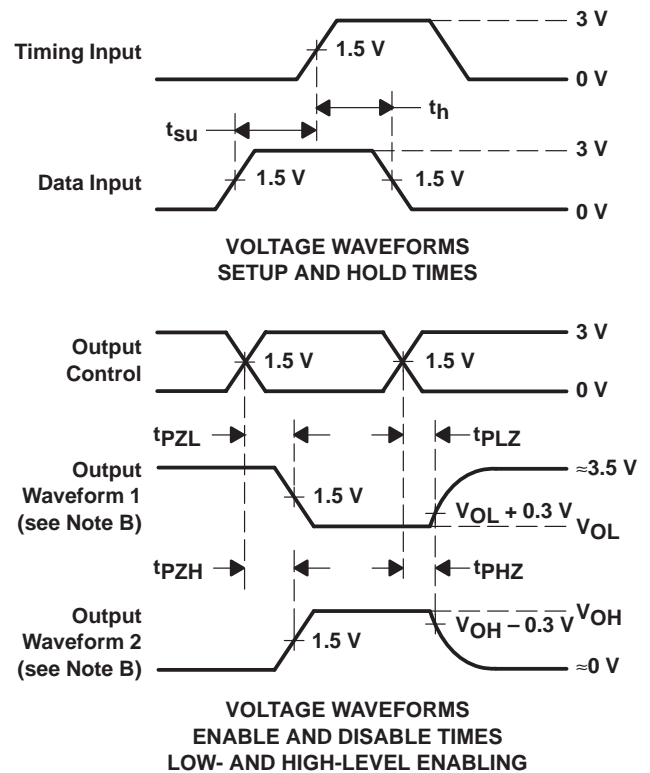 3 V
Timing Input
1.5 V
0 V
th
tsu
3 V
Data Input
1.5 V
1.5 V
0 V
VOLTAGE WAVEFORMS
SETUP AND HOLD TIMES
3 V
Output
Control
1.5 V
1.5 V
0 V
tPZL
tPLZ
Output
Waveform 1
(see Note B)
≈3.5 V
1.5 V
VOL + 0.3 V
VOL
tPZH
tPHZ
Output
Waveform 2
(see Note B)
VOH
VOH – 0.3 V
1.5 V
≈0 V
VOLTAGE WAVEFORMS
ENABLE AND DISABLE TIMES
LOW- AND HIGH-LEVEL ENABLING